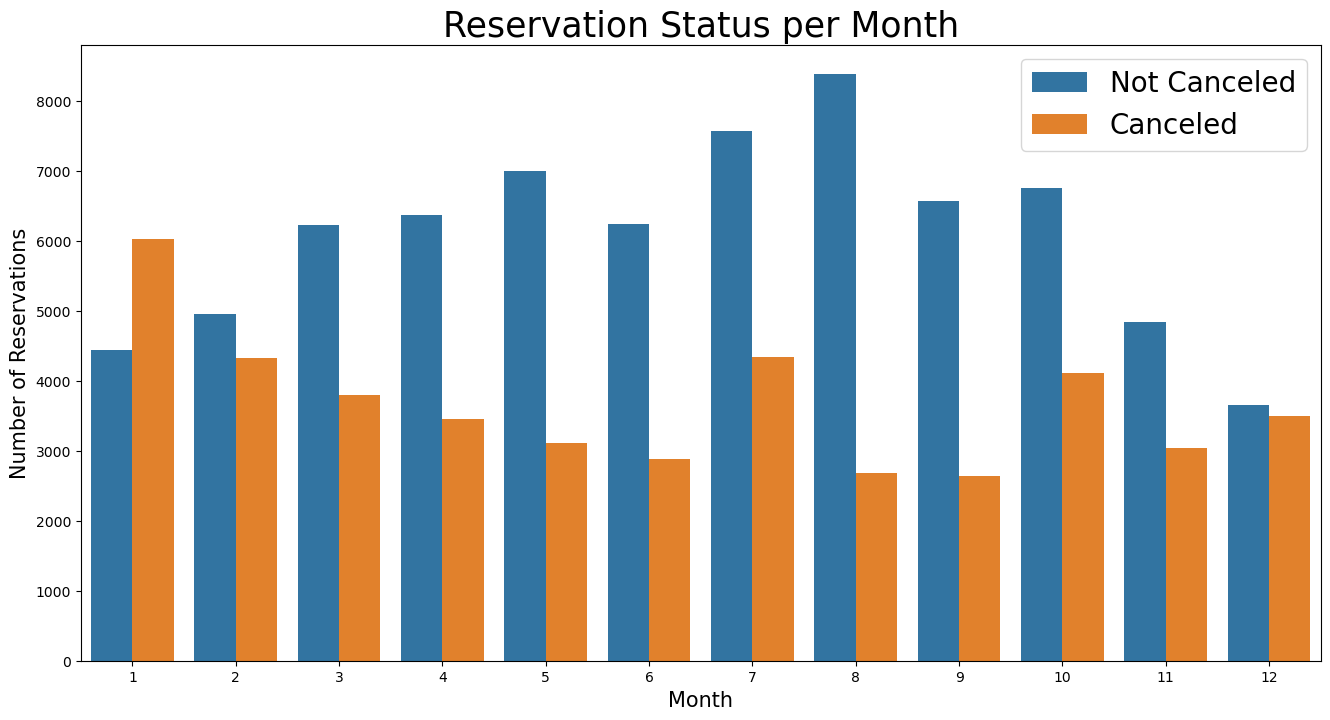 Reservation Status per Month
Not Canceled
Canceled
Number of Reservations
8000
7000
6000
5000
4000
3000
2000
1000
0
1 2 3 4 5 6 7 8 9 10 11 12
Month